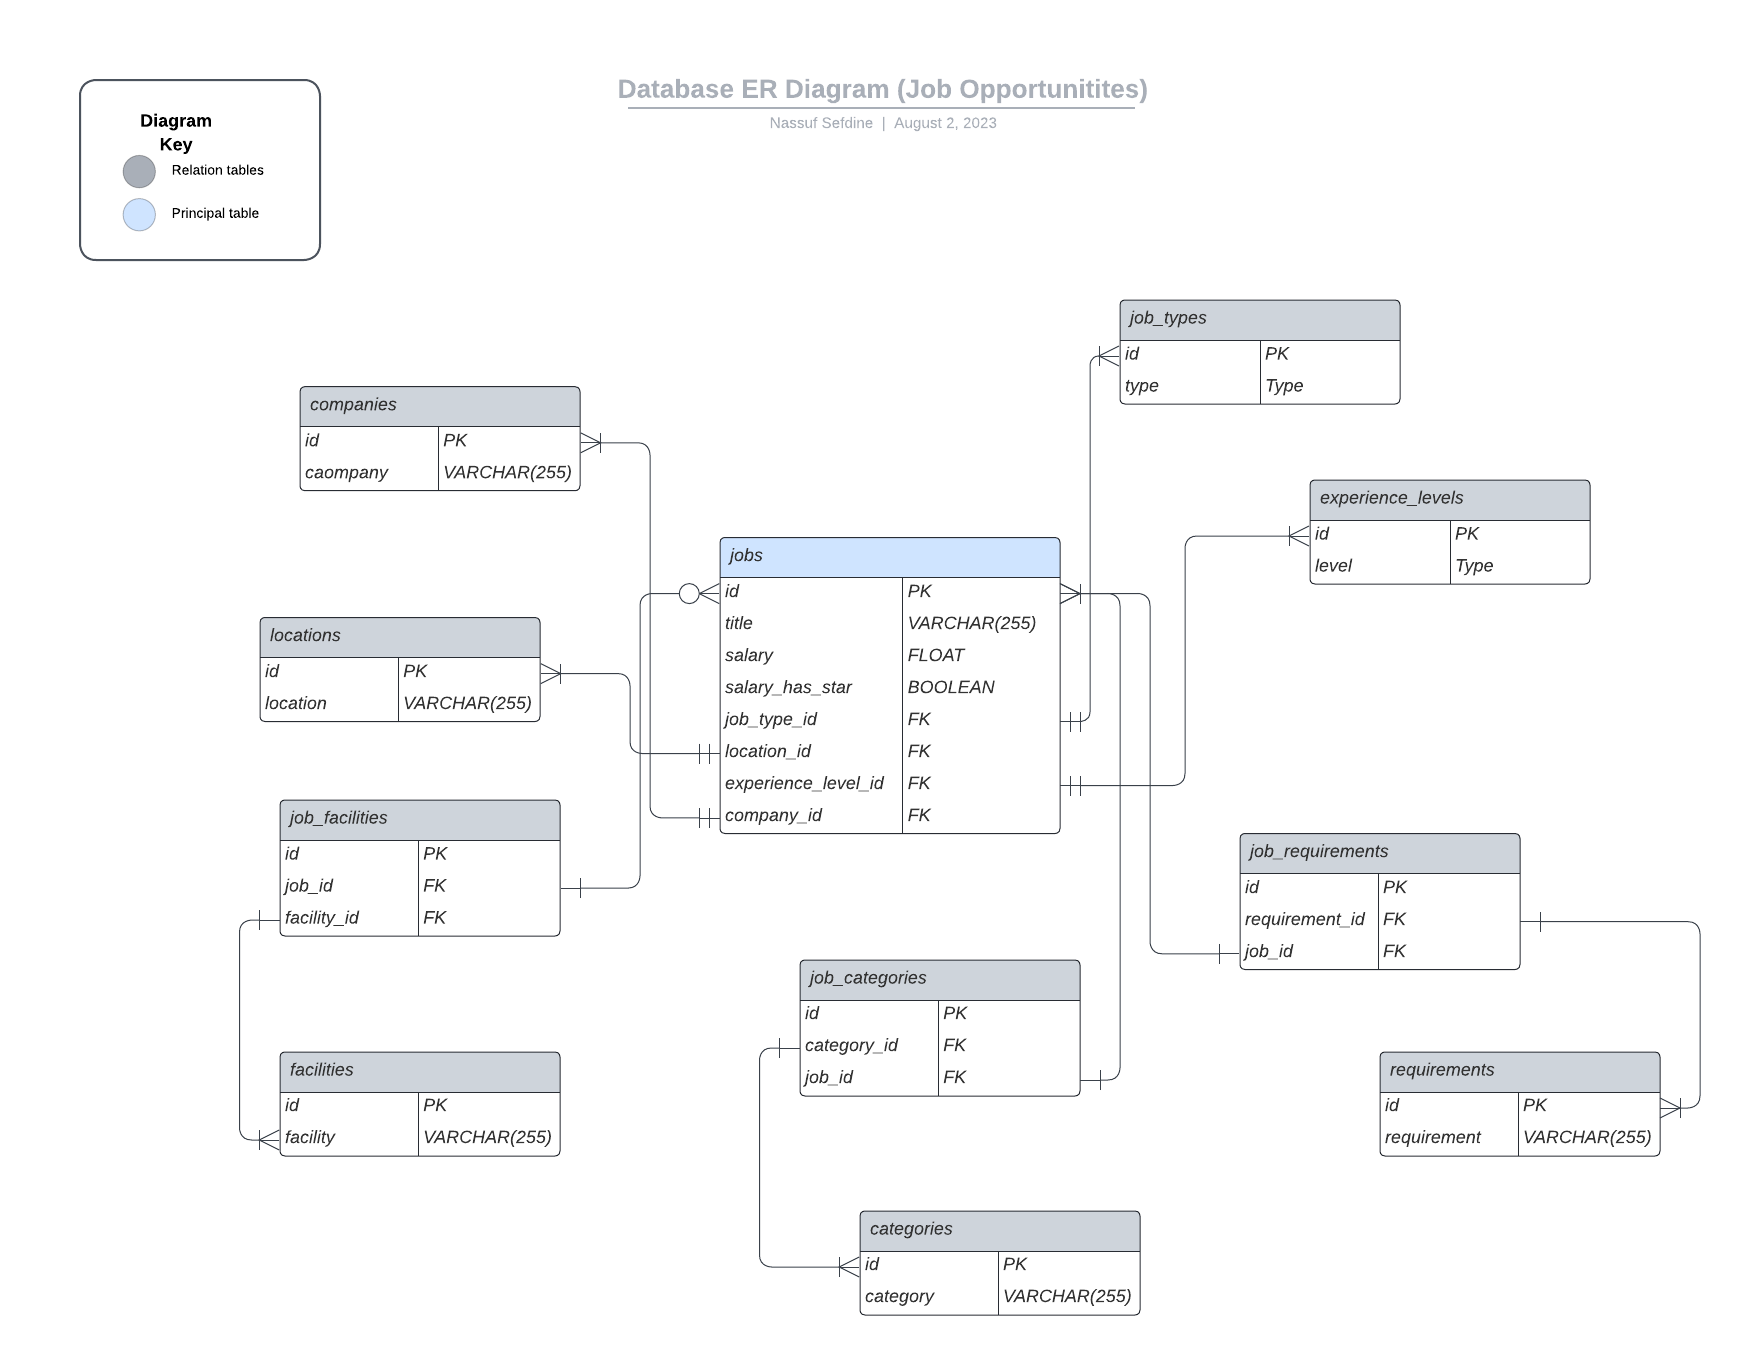 Database ER Diagram (Job Opportunitites)
Nassuf Sefdine | August 2, 2023
Diagram
Key
Relation tables
Principal table
job_types
id PK
type Type
companies
id PK
caompany VARCHAR(255)
experience_levels
id PK
level Type
jobs
id PK
title VARCHAR(255)
salary FLOAT
salary_has_star BOOLEAN
job_type_id FK
location_id FK
experience_level_id FK
company_id FK
locations
id PK
location VARCHAR(255)
job_facilities
id PK
job_id FK
facility_id FK
job_requirements
id PK
requirement_id FK
job_id FK
job_categories
id PK
category_id FK
job_id FK
facilities
id PK
facility VARCHAR(255)
requirements
id PK
requirement VARCHAR(255)
categories
id PK
category VARCHAR(255)